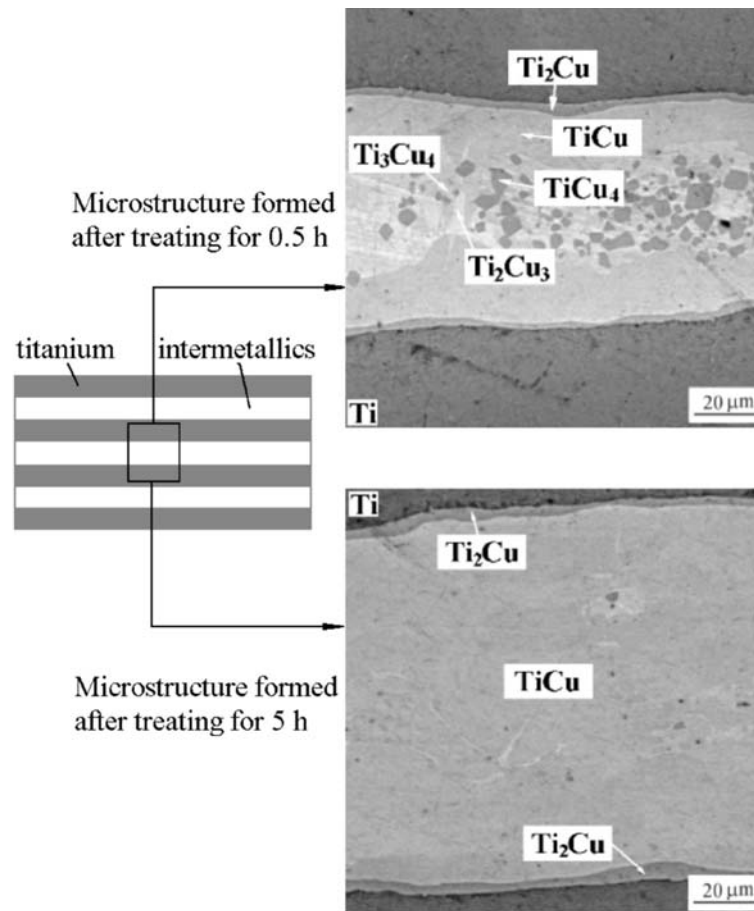 Ti₂Cu
TiCu
Ti₃Cu₄
TiCu₄
Microstructure formed
after treating for 0.5 h
Ti₂Cu₃
titanium
intermetallics
Ti
20 μm
Ti
Ti₂Cu
TiCu
Microstructure formed
after treating for 5 h
Ti₂Cu
20 μm